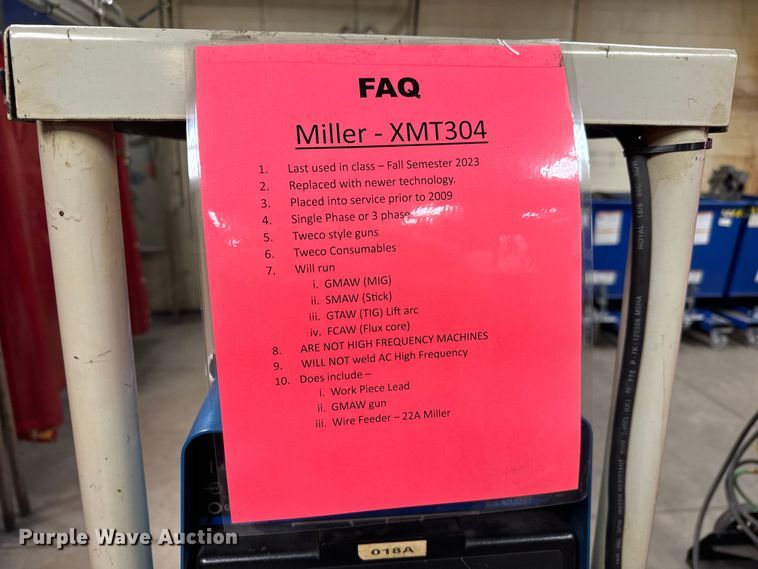 FAQ
Miller - XMT304
1. Last used in class – Fall Semester 2023
2. Replaced with newer technology.
3. Placed into service prior to 2009
4. Single Phase or 3 phase
5. Tweco style guns
6. Tweco Consumables
7. Will run
i. GMAW (MIG)
ii. SMAW (Stick)
iii. GTAW (TIG) Lift arc
iv. FCAW (Flux core)
8. ARE NOT HIGH FREQUENCY MACHINES
9. WILL NOT weld AC High Frequency
10. Does include –
i. Work Piece Lead
ii. GMAW gun
iii. Wire Feeder – 22A Miller
018A
ROYAL
P-7K-122026 MSHA
Purple Wave Auction